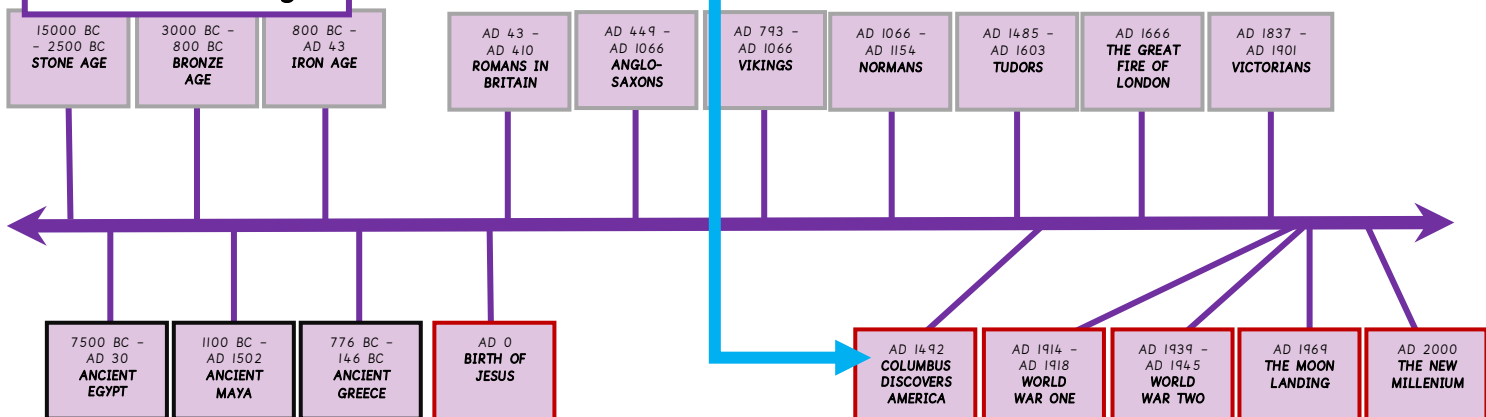 15000 BC
– 2500 BC
STONE AGE
3000 BC –
800 BC
BRONZE
AGE
800 BC –
AD 43
IRON AGE
AD 43 –
AD 410
ROMANS IN
BRITAIN
AD 449 –
AD 1066
ANGLO-
SAXONS
AD 793 –
AD 1066
VIKINGS
AD 1066 –
AD 1154
NORMANS
AD 1485 –
AD 1603
TUDORS
AD 1666
THE GREAT
FIRE OF
LONDON
AD 1837 –
AD 1901
VICTORIANS
7500 BC –
AD 30
ANCIENT
EGYPT
1100 BC –
AD 1502
ANCIENT
MAYA
776 BC –
146 BC
ANCIENT
GREECE
AD 0
BIRTH OF
JESUS
AD 1492
COLUMBUS
DISCOVERS
AMERICA
AD 1914 –
AD 1918
WORLD
WAR ONE
AD 1939 –
AD 1945
WORLD
WAR TWO
AD 1969
THE MOON
LANDING
AD 2000
THE NEW
MILLENIUM